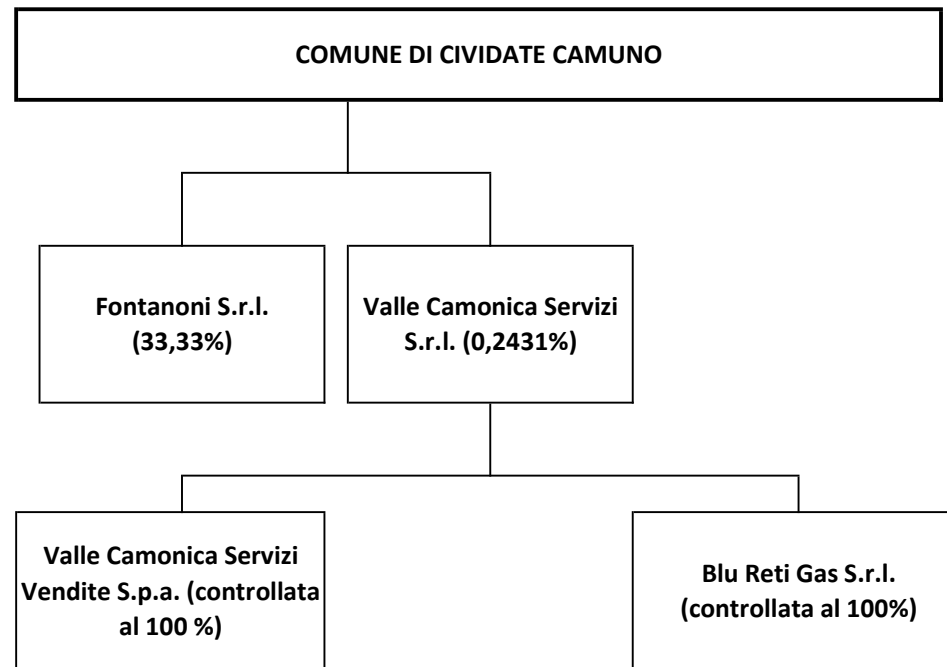 COMUNE DI CIVIDATE CAMUNO
Fontanoni S.r.l.
(33,33%)
Valle Camonica Servizi
S.r.l. (0,2431%)
Valle Camonica Servizi
Vendite S.p.a. (controllata
al 100 %)
Blu Reti Gas S.r.l.
(controllata al 100%)